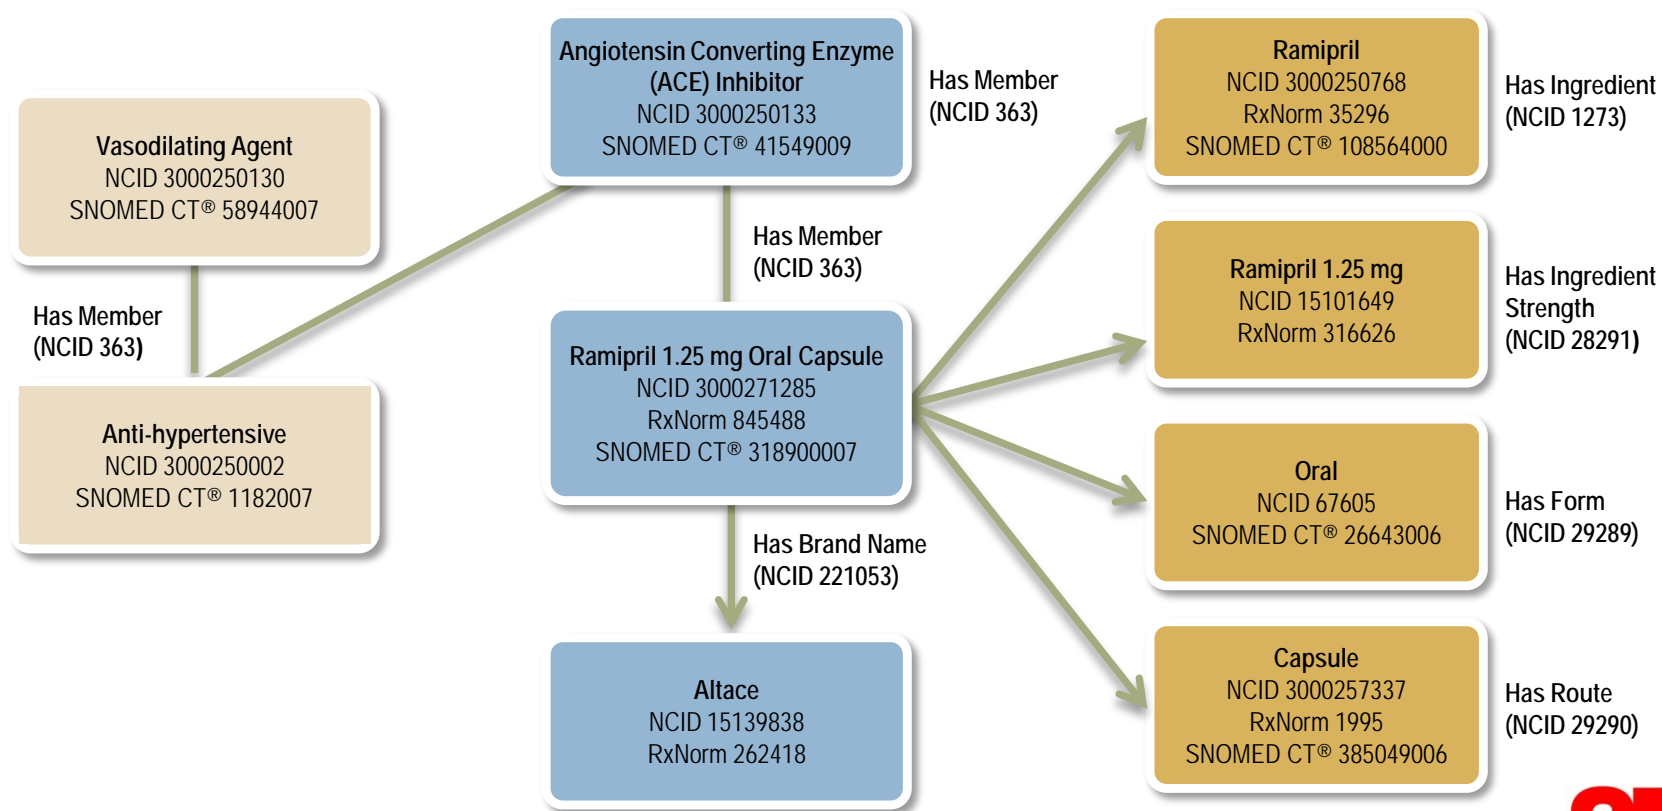 Angiotensin Converting Enzyme
(ACE) Inhibitor
NCID 3000250133
SNOMED CT® 41549009
Has Member
(NCID 363)
Ramipril
NCID 3000250768
RxNorm 35296
SNOMED CT® 108564000
Has Ingredient
(NCID 1273)
Vasodilating Agent
NCID 3000250130
SNOMED CT® 58944007
Has Member
(NCID 363)
Has Member
(NCID 363)
Ramipril 1.25 mg
NCID 15101649
RxNorm 316626
Has Ingredient
Strength
(NCID 28291)
Anti-hypertensive
NCID 3000250002
SNOMED CT® 1182007
Ramipril 1.25 mg Oral Capsule
NCID 3000271285
RxNorm 845488
SNOMED CT® 318900007
Oral
NCID 67605
SNOMED CT® 26643006
Has Form
(NCID 29289)
Has Brand Name
(NCID 221053)
Altace
NCID 15139838
RxNorm 262418
Capsule
NCID 3000257337
RxNorm 1995
SNOMED CT® 385049006
Has Route
(NCID 29290)